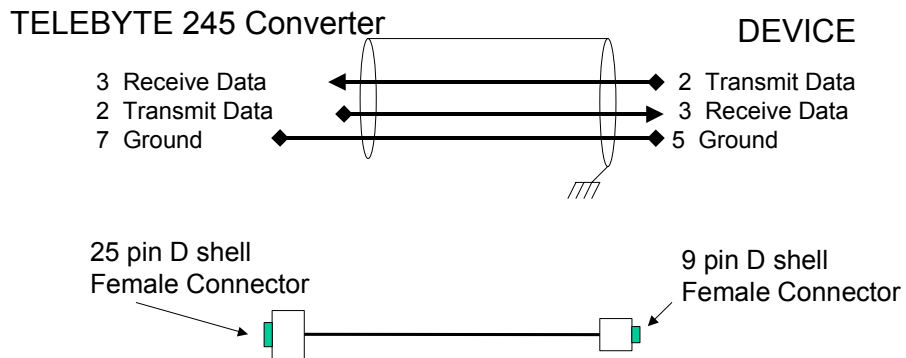 TELEBYTE 245 Converter
DEVICE
3 Receive Data
2 Transmit Data
2 Transmit Data
3 Receive Data
7 Ground
5 Ground
25 pin D shell
Female Connector
9 pin D shell
Female Connector